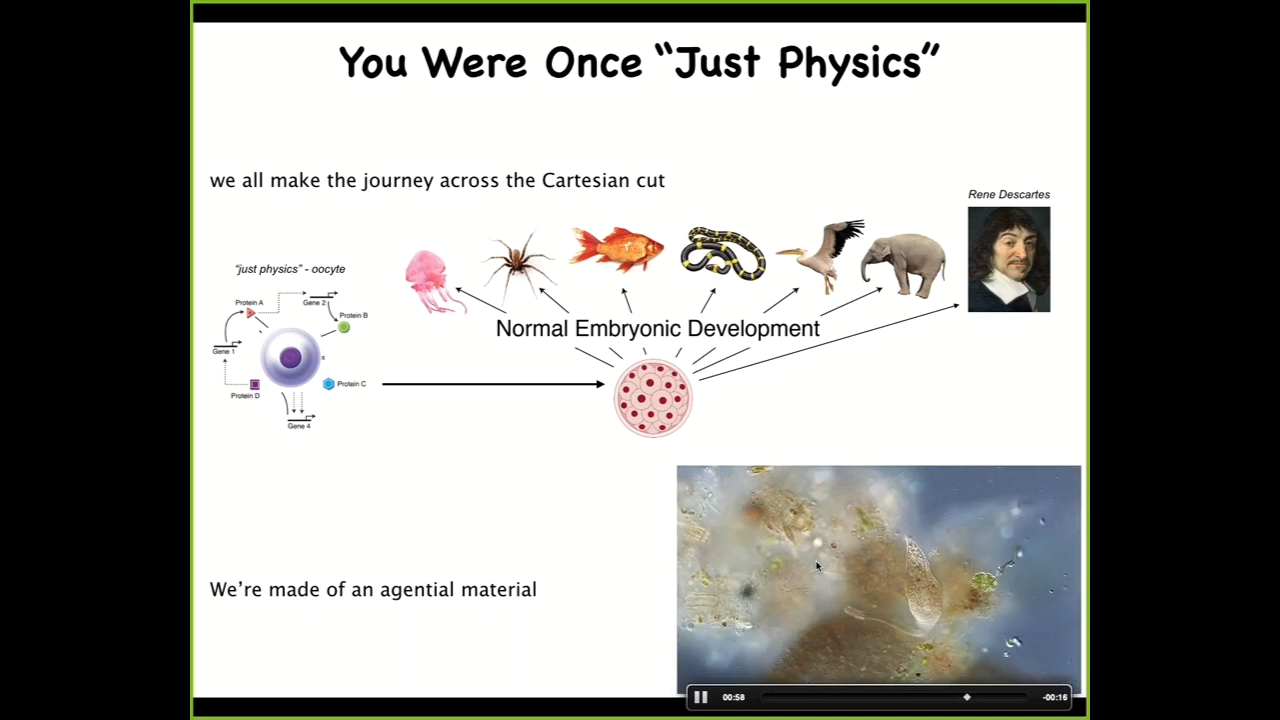 You Were Once “Just Physics”
we all make the journey across the Cartesian cut
Rene Descartes
“just physics” - oocyte
Protein A
Gene 2
Protein B
Gene 1
x
Protein C
Protein D
Gene 4
Normal Embryonic Development
We’re made of an agential material
00:58
-00:16